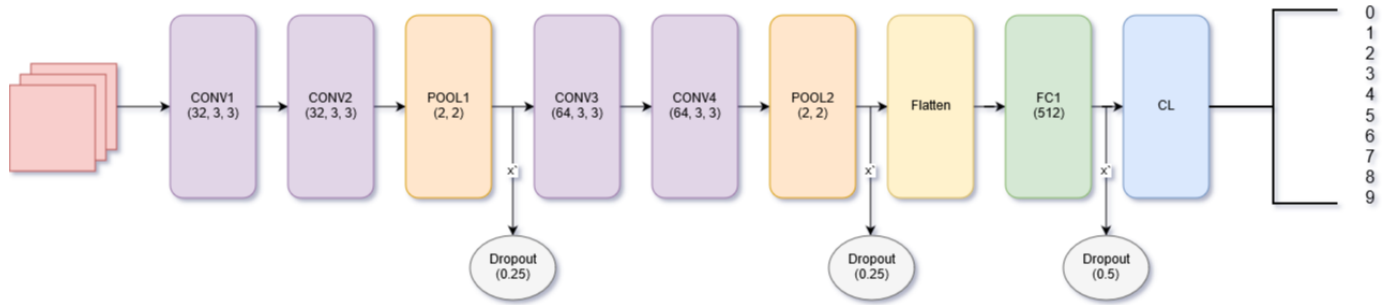 CONV1
(32, 3, 3)
CONV2
(32, 3, 3)
POOL1
(2, 2)
CONV3
(64, 3, 3)
CONV4
(64, 3, 3)
POOL2
(2, 2)
Flatten
FC1
(512)
CL
0
1
2
3
4
5
6
7
8
9
x`
x`
x`
Dropout
(0.25)
Dropout
(0.25)
Dropout
(0.5)